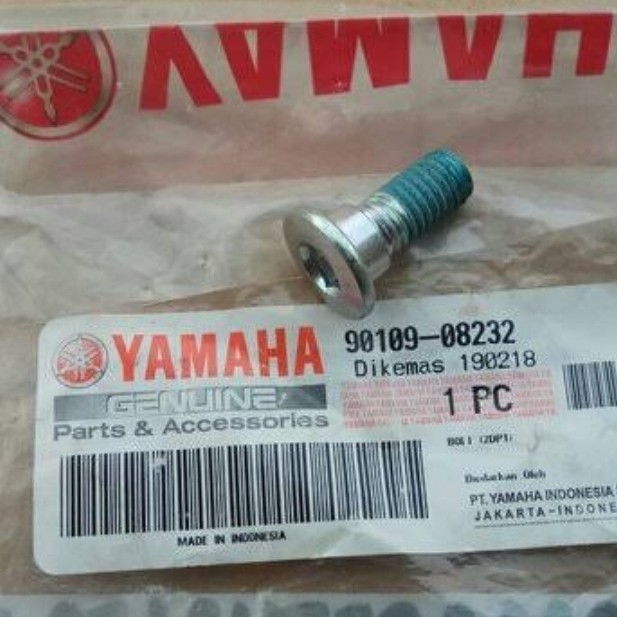 YAMAHA
YAMAHA 90109-08232
Dikemas 190218
GENUINE
Parts & Accessories
1 PC
BOLT (2DP1)
Diedarkan Oleh
PT. YAMAHA INDONESIA
JAKARTA-INDONE
MADE IN INDONESIA